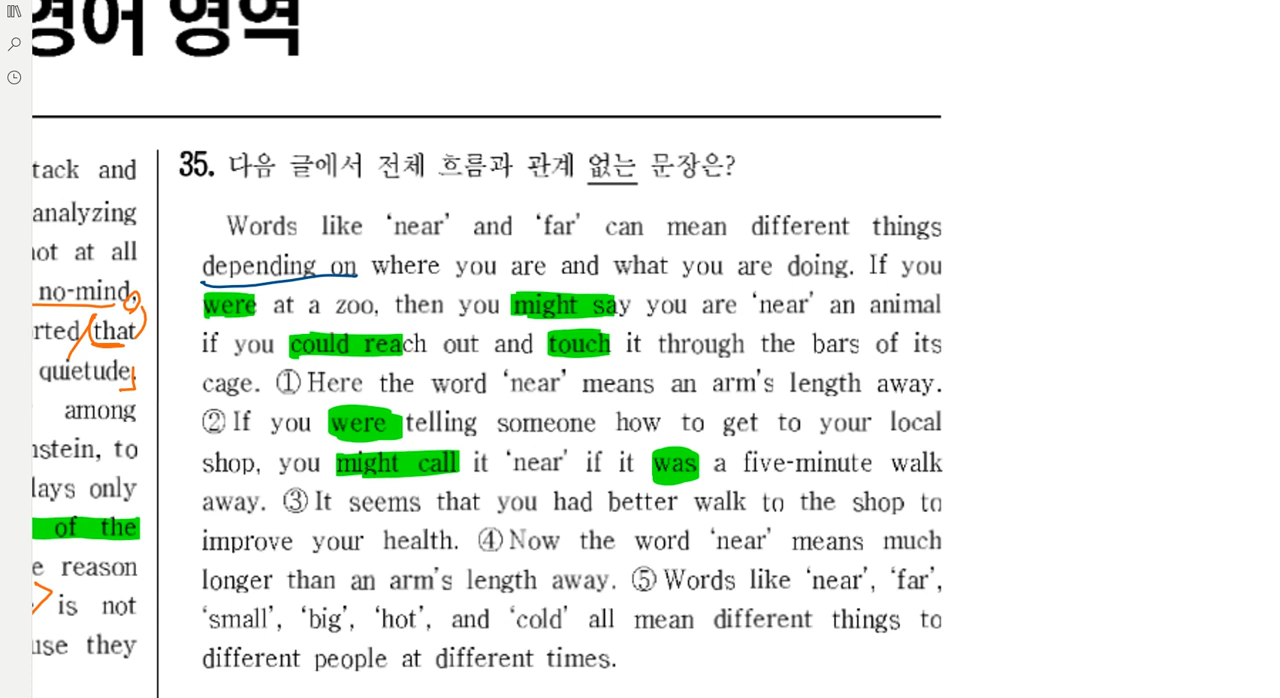 영어 영역
tack and
analyzing
not at all
no-mind,
rted that
quietude.
among
nstein, to
lays only
of the
e reason
is not
use they
35. 다음 글에서 전체 흐름과 관계 없는 문장은?
Words like ‘near’ and ‘far’ can mean different things
depending on where you are and what you are doing. If you
were at a zoo, then you might say you are ‘near’ an animal
if you could reach out and touch it through the bars of its
cage. ① Here the word ‘near’ means an arm’s length away.
② If you were telling someone how to get to your local
shop, you might call it ‘near’ if it was a five-minute walk
away. ③ It seems that you had better walk to the shop to
improve your health. ④ Now the word ‘near’ means much
longer than an arm’s length away. ⑤ Words like ‘near’, ‘far’,
‘small’, ‘big’, ‘hot’, and ‘cold’ all mean different things to
different people at different times.